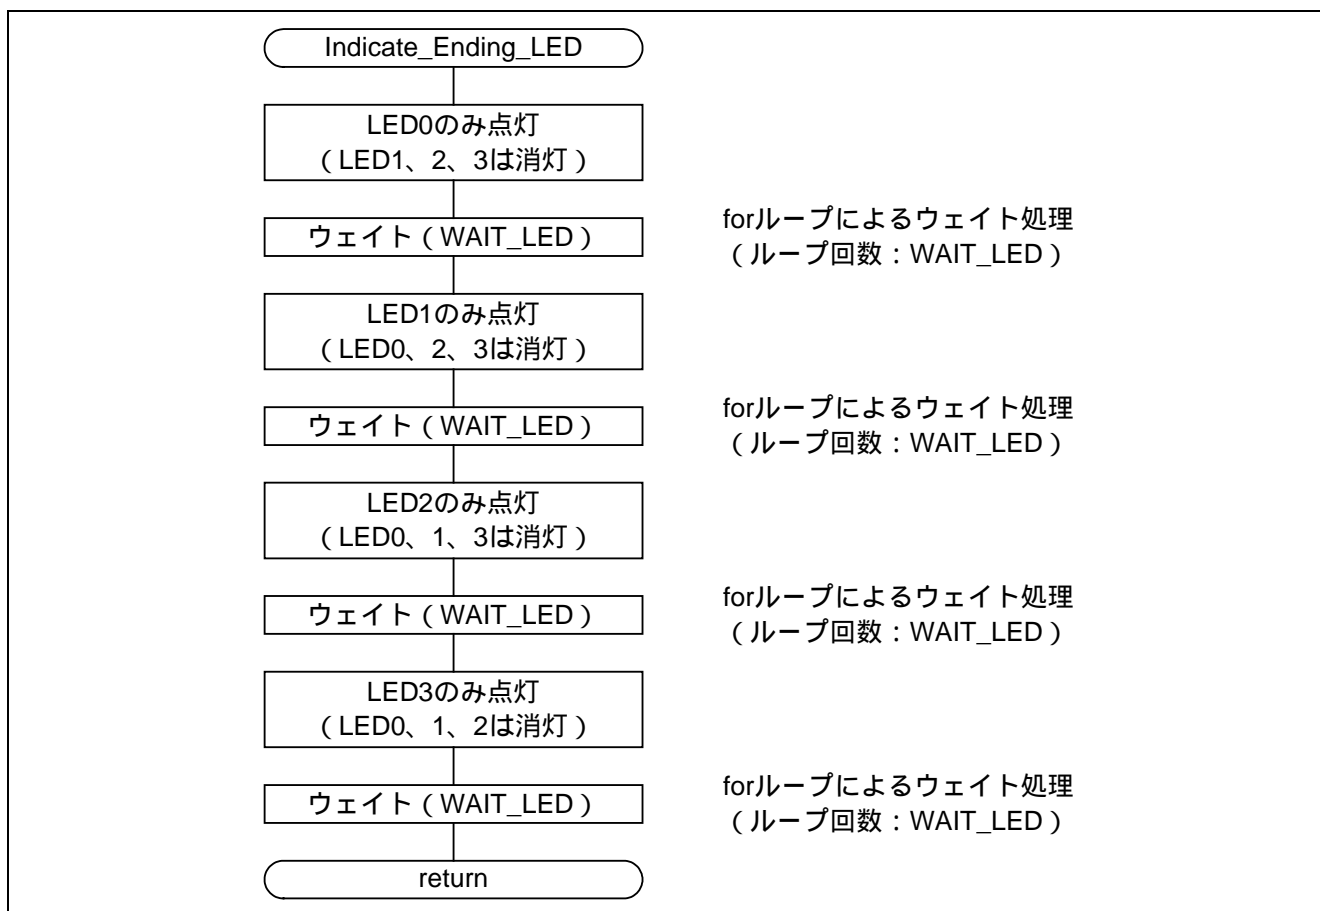 Indicate_Ending_LED
LED0のみ点灯
（LED1、2、3は消灯）
ウェイト（WAIT_LED）
forループによるウェイト処理
（ループ回数：WAIT_LED）
LED1のみ点灯
（LED0、2、3は消灯）
ウェイト（WAIT_LED）
forループによるウェイト処理
（ループ回数：WAIT_LED）
LED2のみ点灯
（LED0、1、3は消灯）
ウェイト（WAIT_LED）
forループによるウェイト処理
（ループ回数：WAIT_LED）
LED3のみ点灯
（LED0、1、2は消灯）
ウェイト（WAIT_LED）
forループによるウェイト処理
（ループ回数：WAIT_LED）
return